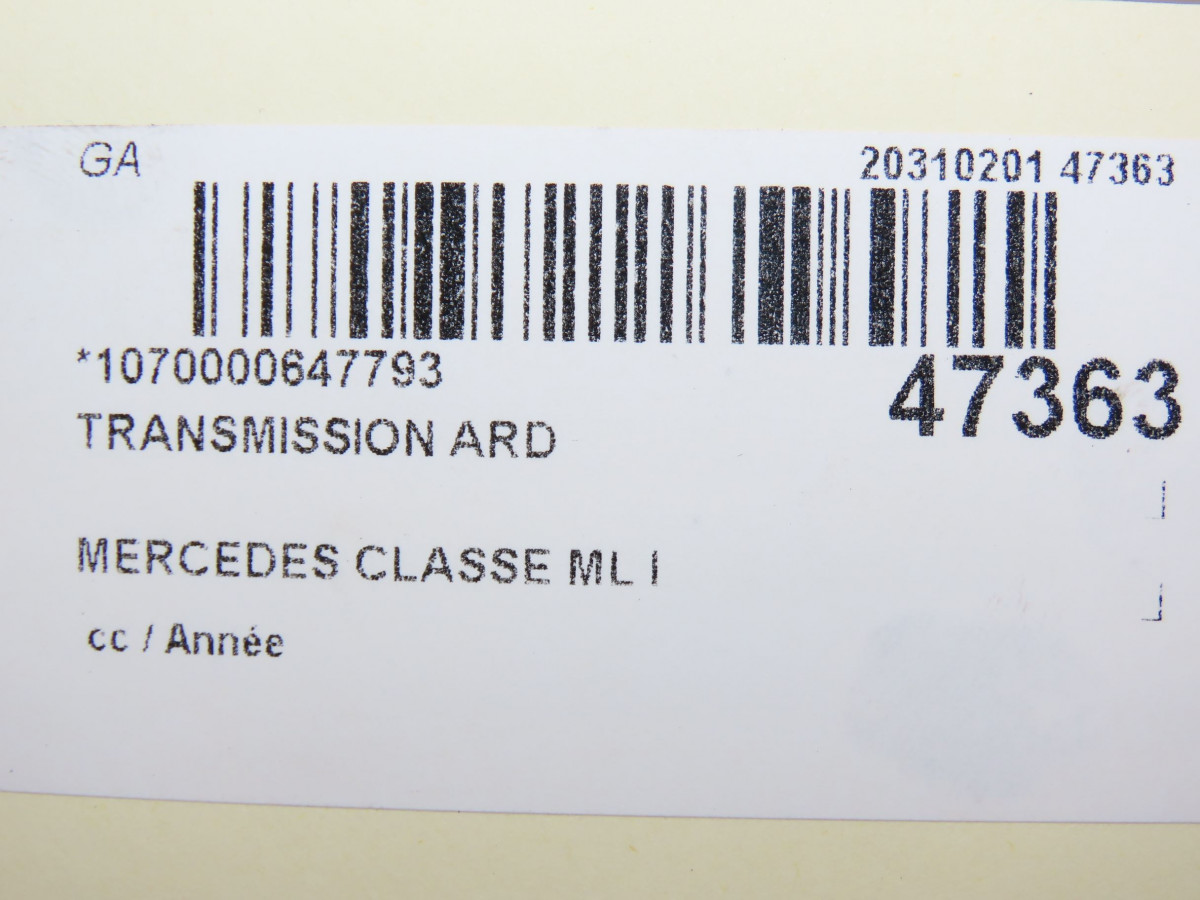 GA
20310201 47363
*1070000647793
47363
TRANSMISSION ARD
MERCEDES CLASSE ML I
cc / Année